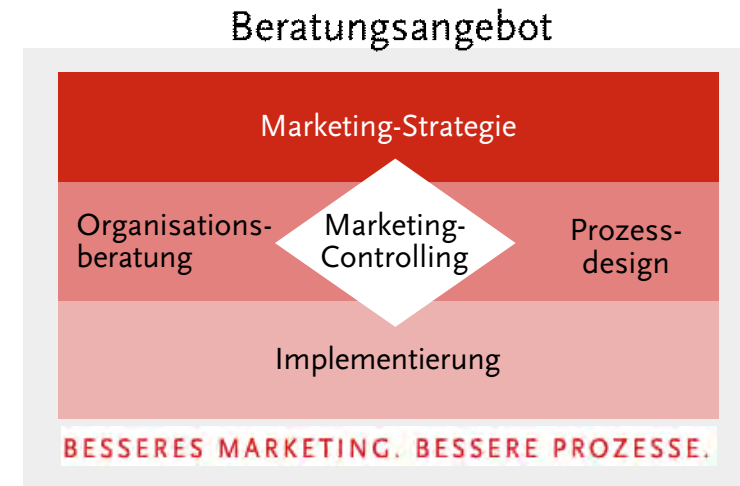 Beratungsangebot
Marketing-Strategie
Organisations-
beratung
Marketing-
Controlling
Prozess-
design
Implementierung
BESSERES MARKETING. BESSERE PROZESSE.